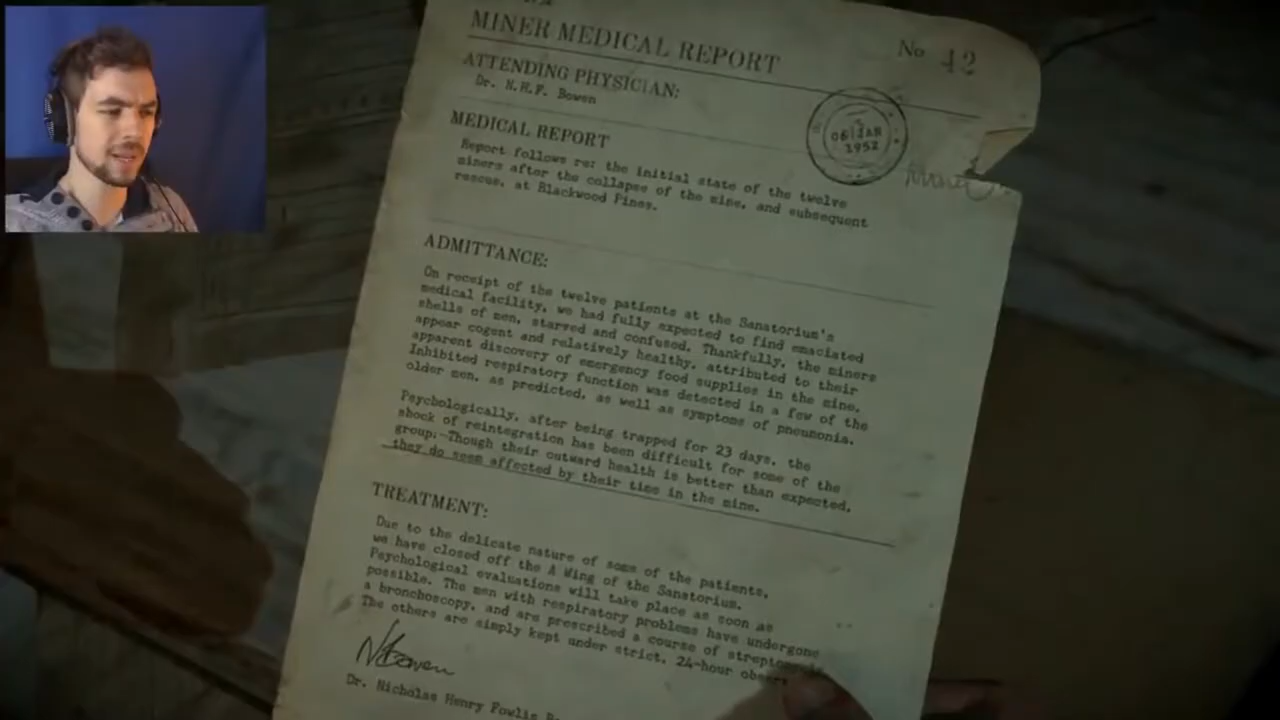 MINER MEDICAL REPORT
No 42
ATTENDING PHYSICIAN:
Dr. N.H.F. Bowen
06 JAN
1952
MEDICAL REPORT
Report follows re: the initial state of the twelve
miners after the collapse of the mine, and subsequent
rescue, at Blackwood Pines.
ADMITTANCE:
On receipt of the twelve patients at the Sanatorium's
medical facility, we had fully expected to find emaciated
shells of men, starved and confused. Thankfully, the miners
appear cogent and relatively healthy, attributed to their
apparent discovery of emergency food supplies in the mine.
Inhibited respiratory function was detected in a few of the
older men, as predicted, as well as symptoms of pneumonia.
Psychologically, after being trapped for 23 days, the
shock of reintegration has been difficult for some of the
group; Though their outward health is better than expected,
they do seem affected by their time in the mine.
TREATMENT:
Due to the delicate nature of some of the patients,
we have closed off the A Wing of the Sanatorium.
Psychological evaluations will take place as soon as
possible. The men with respiratory problems have undergone
a bronchoscopy, and are prescribed a course of
The others are simply kept under strict, 24-hour
NBowen
Dr. Nicholas Henry Fowlis